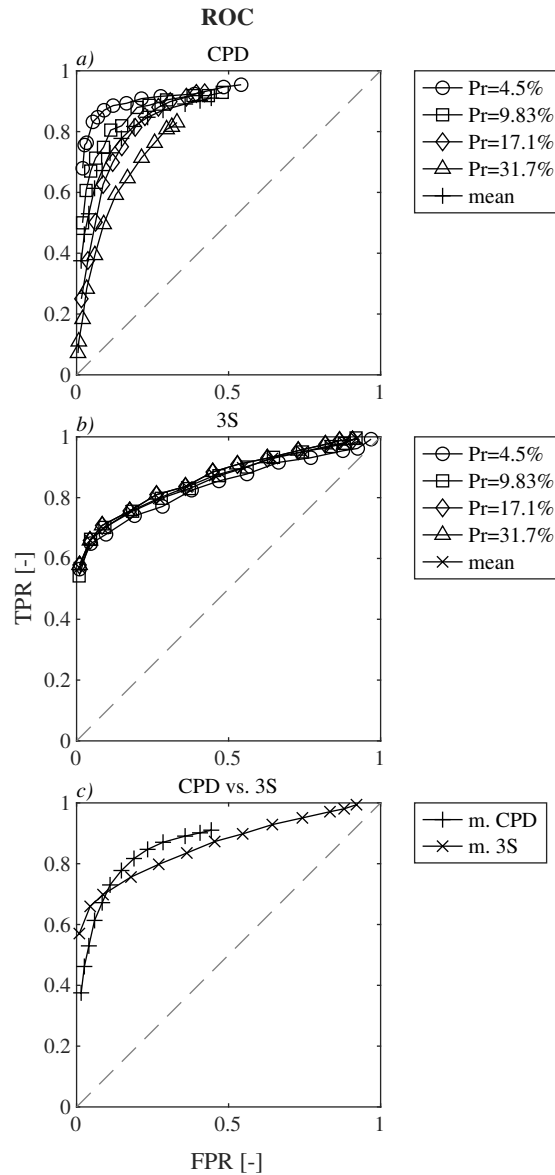 ROC
a)
CPD
1
0.8
0.6
0.4
0.2
0
0
0.5
1
Pr=4.5%
Pr=9.83%
Pr=17.1%
Pr=31.7%
mean
b)
3S
1
0.8
0.6
0.4
0.2
0
0
0.5
1
TPR [-]
Pr=4.5%
Pr=9.83%
Pr=17.1%
Pr=31.7%
mean
c)
CPD vs. 3S
1
0.8
0.6
0.4
0.2
0
0
0.5
1
FPR [-]
m. CPD
m. 3S